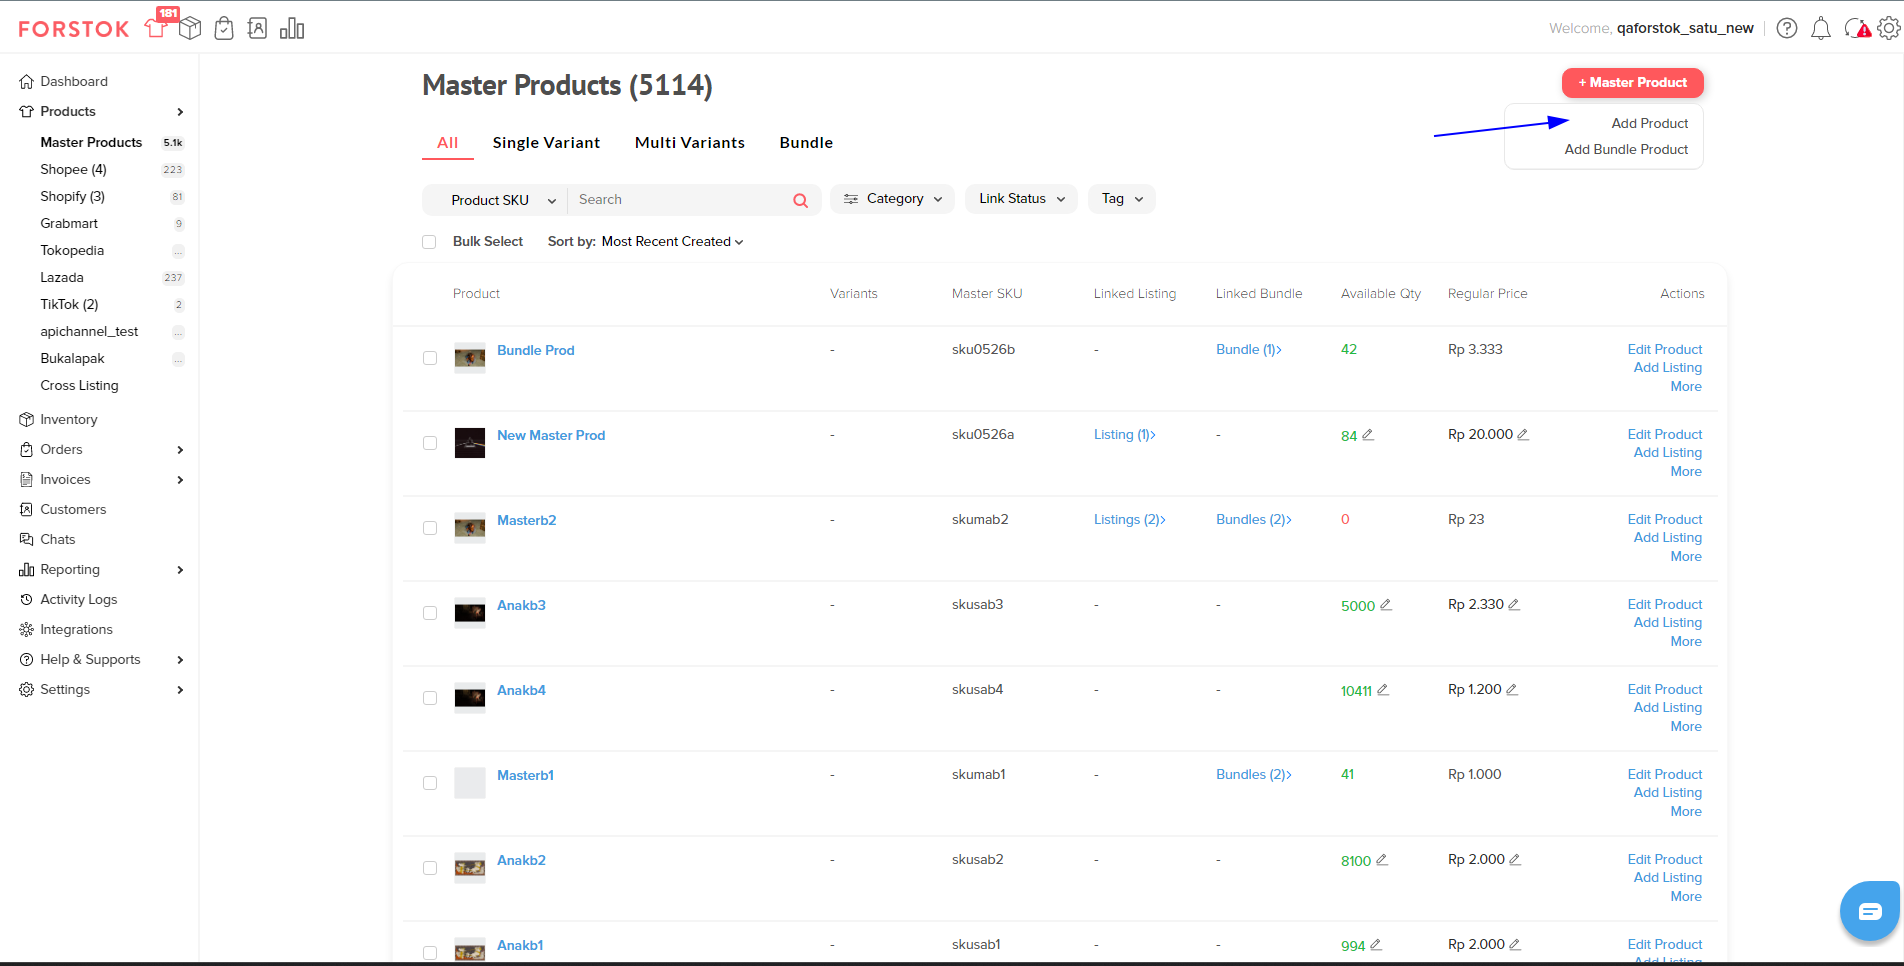 FORSTOK
181
Welcome, qaforstok_satu_new
Dashboard
Products
Master Products 5.1k
Shopee (4) 223
Shopify (3) 81
Grabmart 9
Tokopedia ...
Lazada 237
TikTok (2) 2
apichannel_test ...
Bukalapak ...
Cross Listing
Inventory
Orders
Invoices
Customers
Chats
Reporting
Activity Logs
Integrations
Help & Supports
Settings
Master Products (5114)
+ Master Product
Add Product
Add Bundle Product
All Single Variant Multi Variants Bundle
Product SKU Search Category Link Status Tag
Bulk Select Sort by: Most Recent Created
Product Variants Master SKU Linked Listing Linked Bundle Available Qty Regular Price Actions
Bundle Prod - sku0526b - Bundle (1)> 42 Rp 3.333 Edit Product
Add Listing
More
New Master Prod - sku0526a Listing (1)> - 84 Rp 20.000 Edit Product
Add Listing
More
Masterb2 - skumab2 Listings (2)> Bundles (2)> 0 Rp 23 Edit Product
Add Listing
More
Anakb3 - skusab3 - - 5000 Rp 2.330 Edit Product
Add Listing
More
Anakb4 - skusab4 - - 10411 Rp 1.200 Edit Product
Add Listing
More
Masterb1 - skumab1 - Bundles (2)> 41 Rp 1.000 Edit Product
Add Listing
More
Anakb2 - skusab2 - - 8100 Rp 2.000 Edit Product
Add Listing
More
Anakb1 - skusab1 - - 994 Rp 2.000 Edit Product
Add Listing